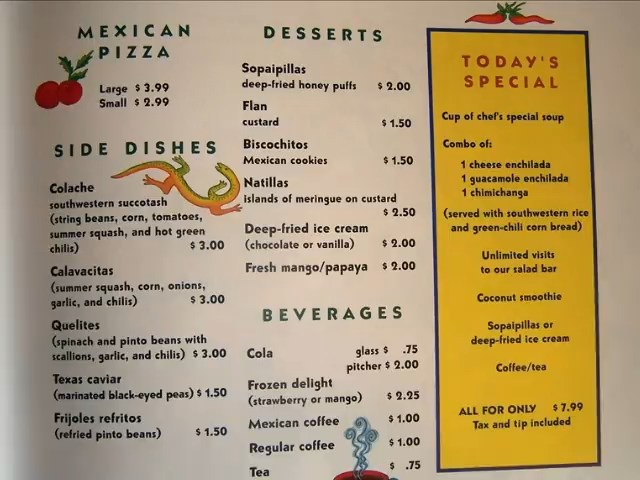 MEXICAN
PIZZA
Large $ 3.99
Small $ 2.99
SIDE DISHES
Colache
southwestern succotash
(string beans, corn, tomatoes,
summer squash, and hot green
chilis) $ 3.00
Calavacitas
(summer squash, corn, onions,
garlic, and chilis) $ 3.00
Quelites
(spinach and pinto beans with
scallions, garlic, and chilis) $ 3.00
Texas caviar
(marinated black-eyed peas) $ 1.50
Frijoles refritos
(refried pinto beans) $ 1.50
DESSERTS
Sopaipillas
deep-fried honey puffs $ 2.00
Flan
custard $ 1.50
Biscochitos
Mexican cookies $ 1.50
Natillas
islands of meringue on custard
$ 2.50
Deep-fried ice cream
(chocolate or vanilla) $ 2.00
Fresh mango/papaya $ 2.00
BEVERAGES
Cola glass $ .75
pitcher $ 2.00
Frozen delight
(strawberry or mango) $ 2.25
Mexican coffee $ 1.00
Regular coffee $ 1.00
Tea $ .75
TODAY'S
SPECIAL
Cup of chef's special soup
Combo of:
1 cheese enchilada
1 guacamole enchilada
1 chimichanga
(served with southwestern rice
and green-chili corn bread)
Unlimited visits
to our salad bar
Coconut smoothie
Sopaipillas or
deep-fried ice cream
Coffee/tea
ALL FOR ONLY $ 7.99
Tax and tip included